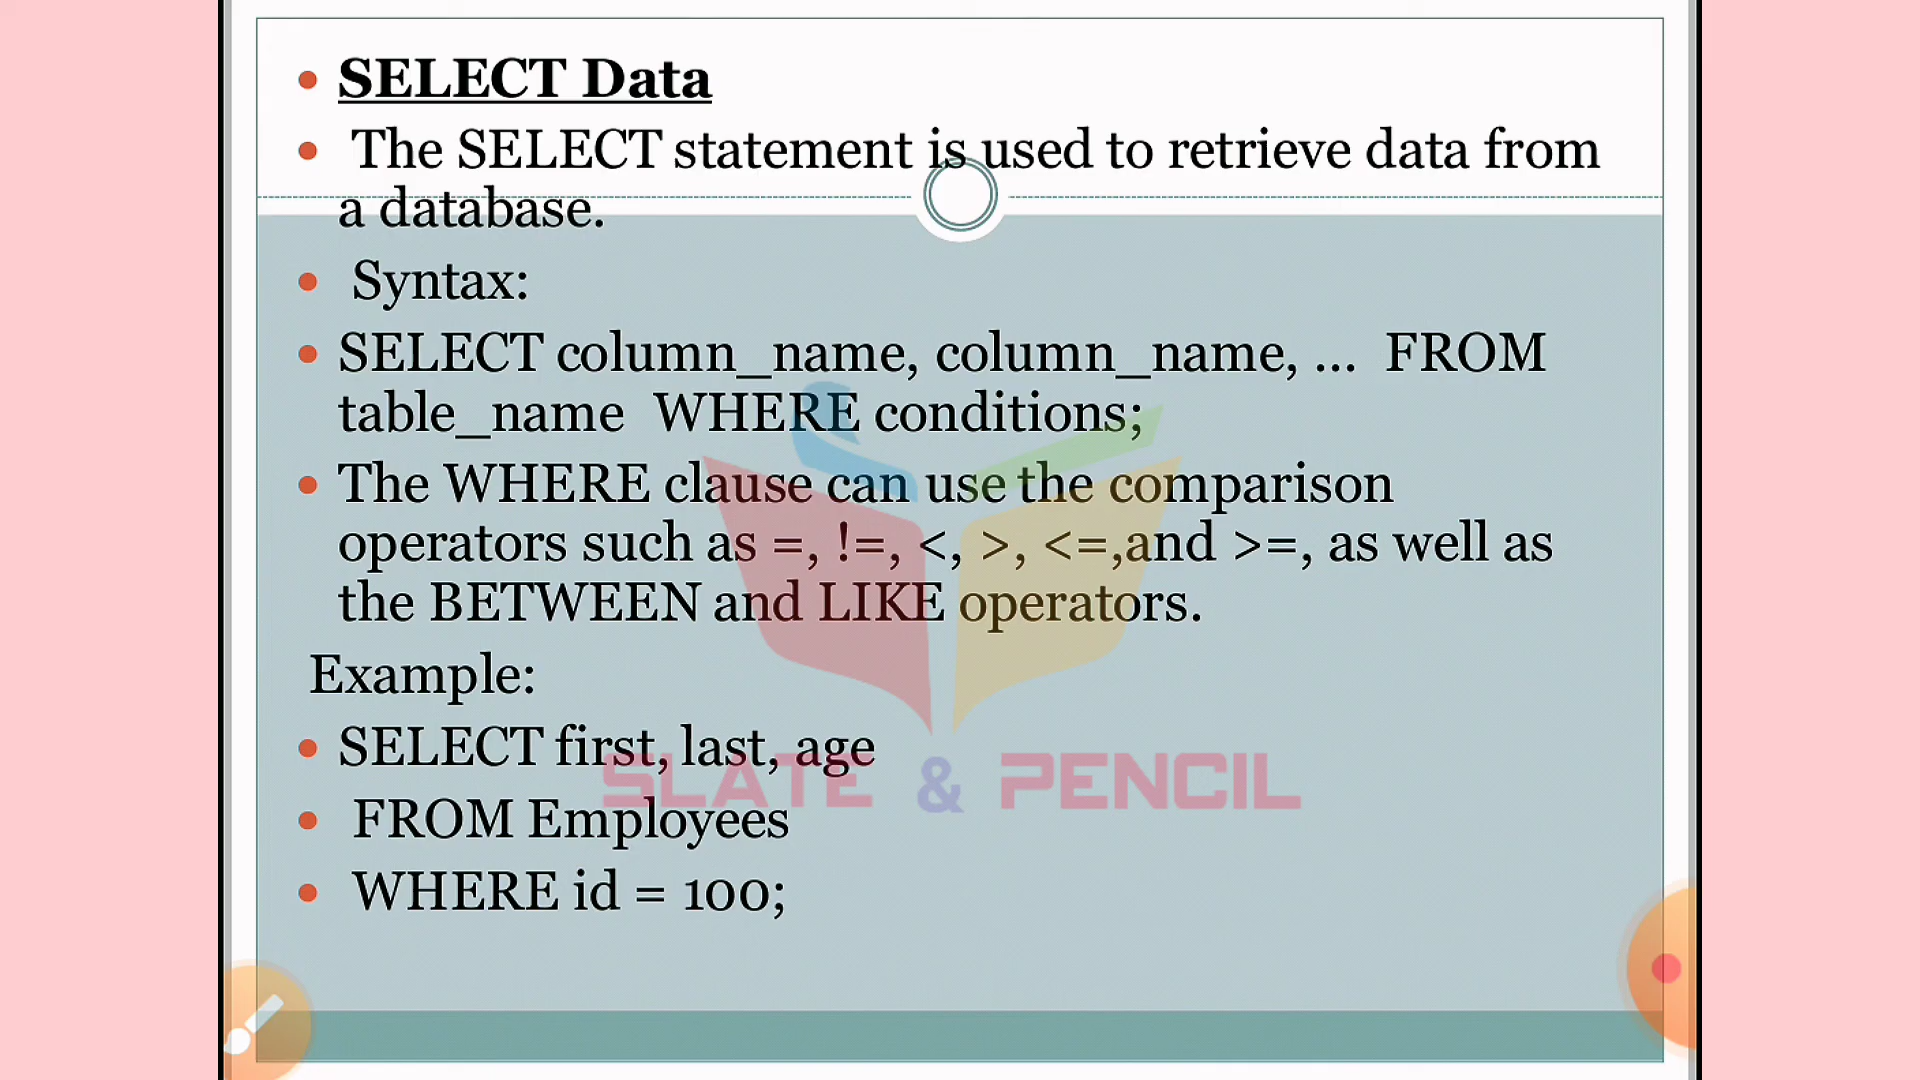 SELECT Data
The SELECT statement is used to retrieve data from
a database.
Syntax:
SELECT column_name, column_name, ... FROM
table_name WHERE conditions;
The WHERE clause can use the comparison
operators such as =, !=, <, >, <=,and >=, as well as
the BETWEEN and LIKE operators.
Example:
SELECT first, last, age
SLATE & PENCIL
FROM Employees
WHERE id = 100;